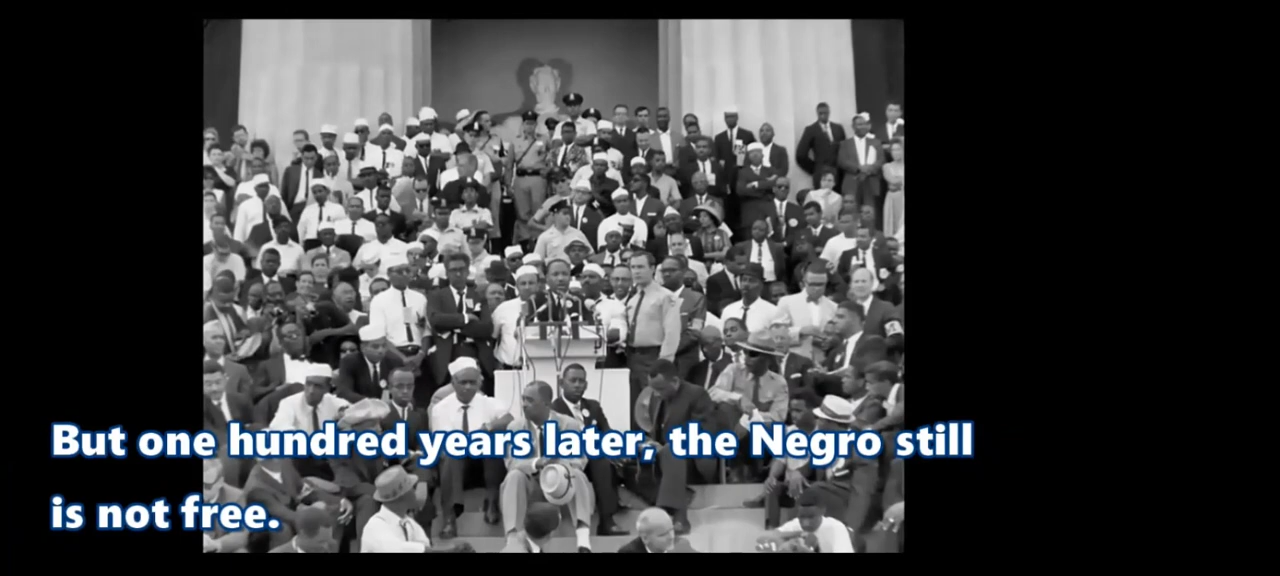 But one hundred years later, the Negro still
is not free.